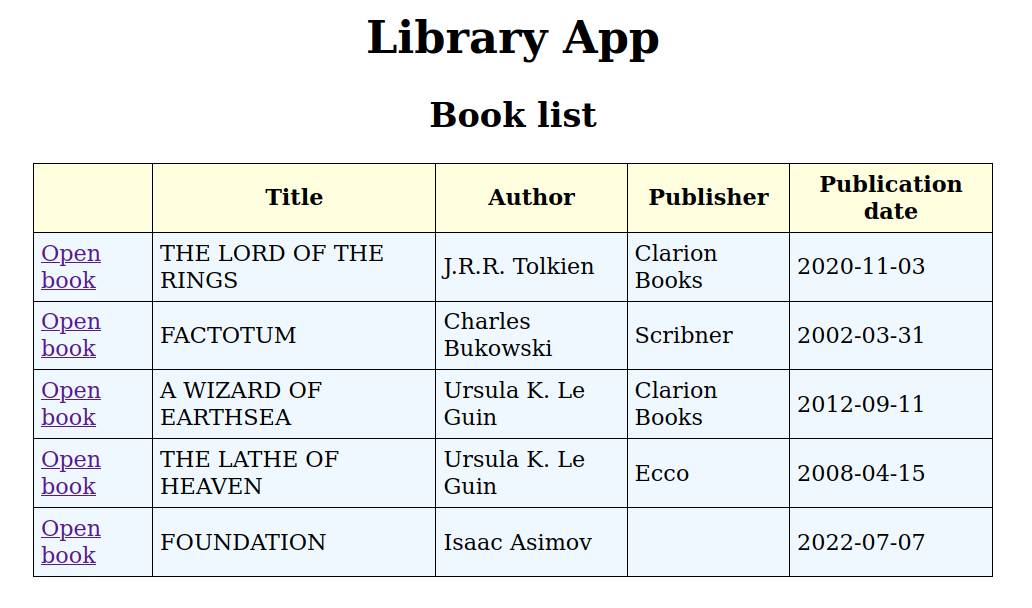 Library App
Book list
Title Author Publisher Publication
date
Open
book THE LORD OF THE
RINGS J.R.R. Tolkien Clarion
Books 2020-11-03
Open
book FACTOTUM Charles
Bukowski Scribner 2002-03-31
Open
book A WIZARD OF
EARTHSEA Ursula K. Le
Guin Clarion
Books 2012-09-11
Open
book THE LATHE OF
HEAVEN Ursula K. Le
Guin Ecco 2008-04-15
Open
book FOUNDATION Isaac Asimov 2022-07-07